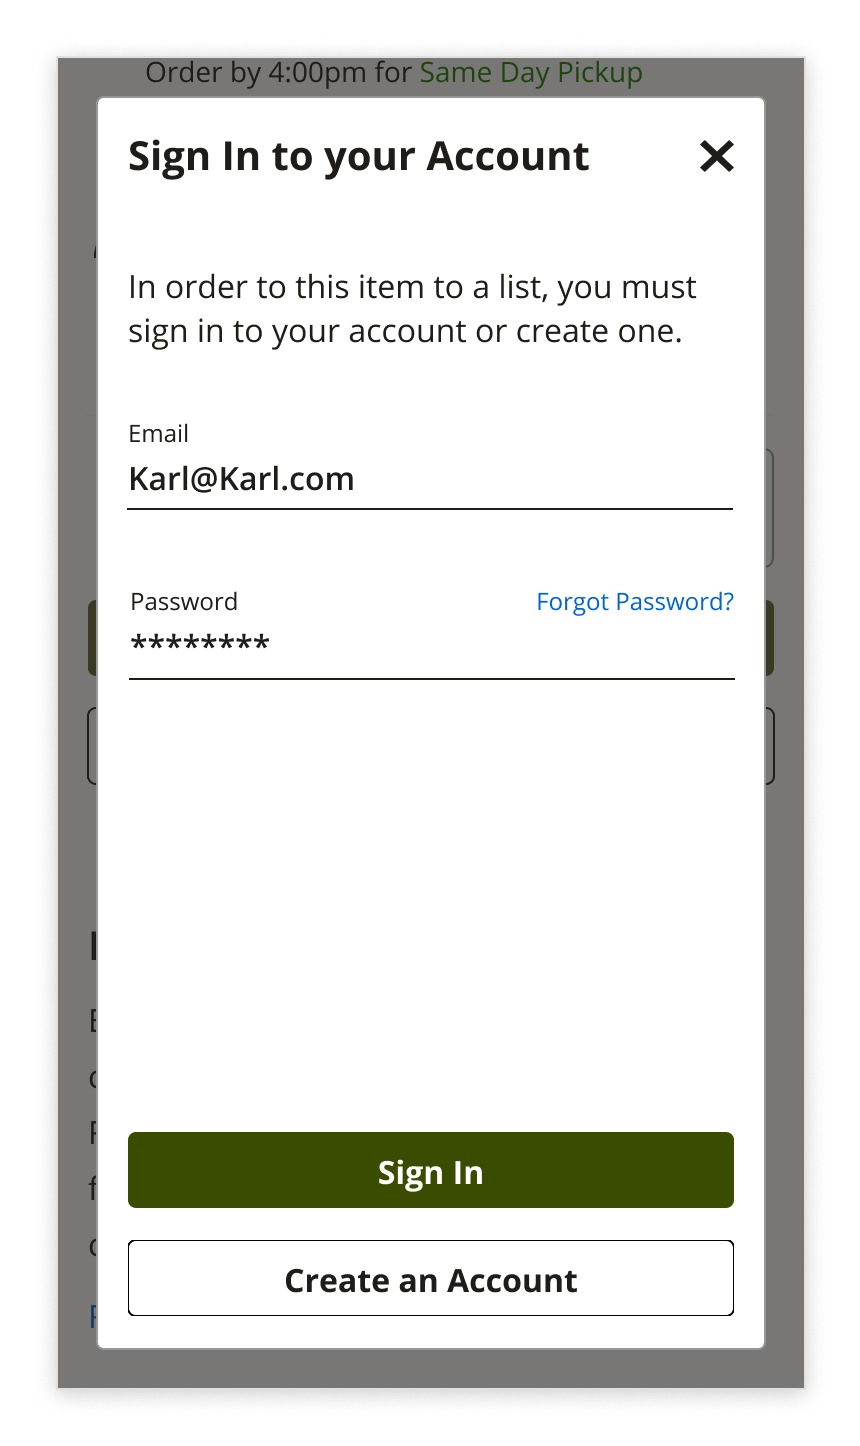 Order by 4:00pm for Same Day Pickup
Sign In to your Account
In order to this item to a list, you must
sign in to your account or create one.
Email
Karl@Karl.com
Password Forgot Password?
********
Sign In
Create an Account